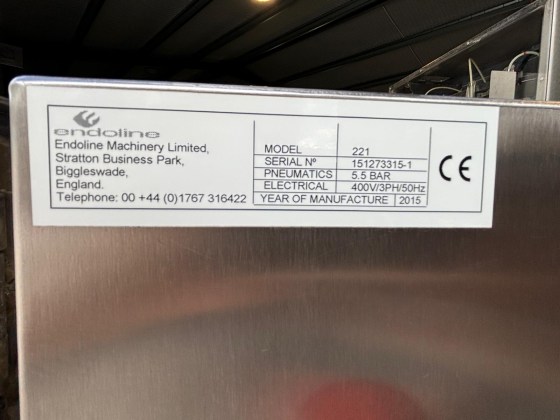 endoline
Endoline Machinery Limited,
Stratton Business Park,
Biggleswade,
England.
Telephone: 00 +44 (0)1767 316422
MODEL 221
SERIAL Nº 151273315-1
PNEUMATICS 5.5 BAR
ELECTRICAL 400V/3PH/50Hz
YEAR OF MANUFACTURE 2015
CE